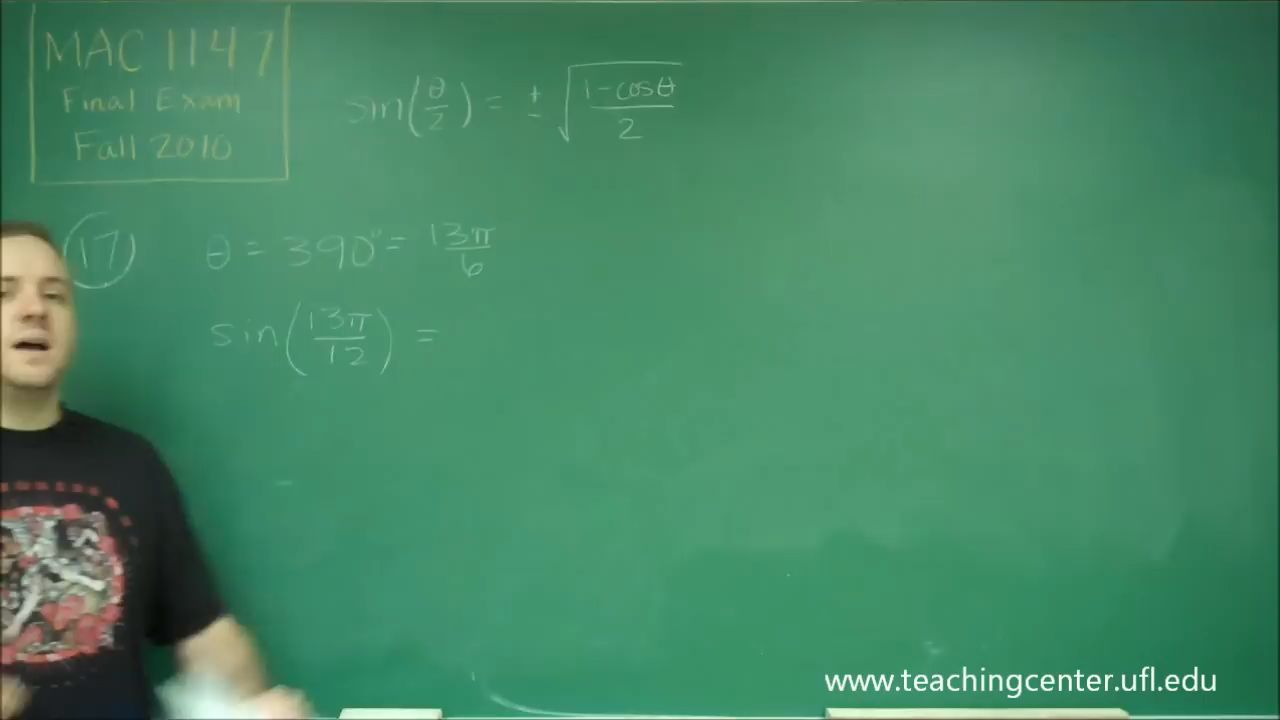 MAC 1147
Final Exam
Fall 2010
sin(θ/2) = ± √((1-cosθ)/2)
17 θ = 390° = 13π/6
sin(13π/12) =
www.teachingcenter.ufl.edu